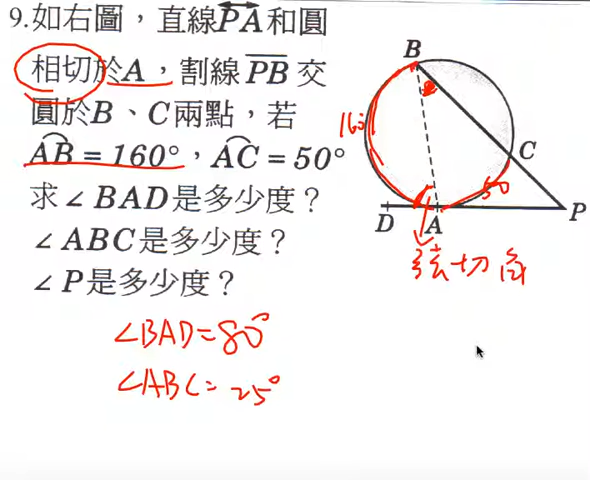 9.如右圖，直線PA和圓
相切於A，割線PB交
圓於B、C兩點，若
AB=160°，AC=50°
求∠BAD是多少度？
∠ABC是多少度？
∠P是多少度？
B
160
C
50
D
A
P
弦切角
∠BAD=80°
∠ABC=25°